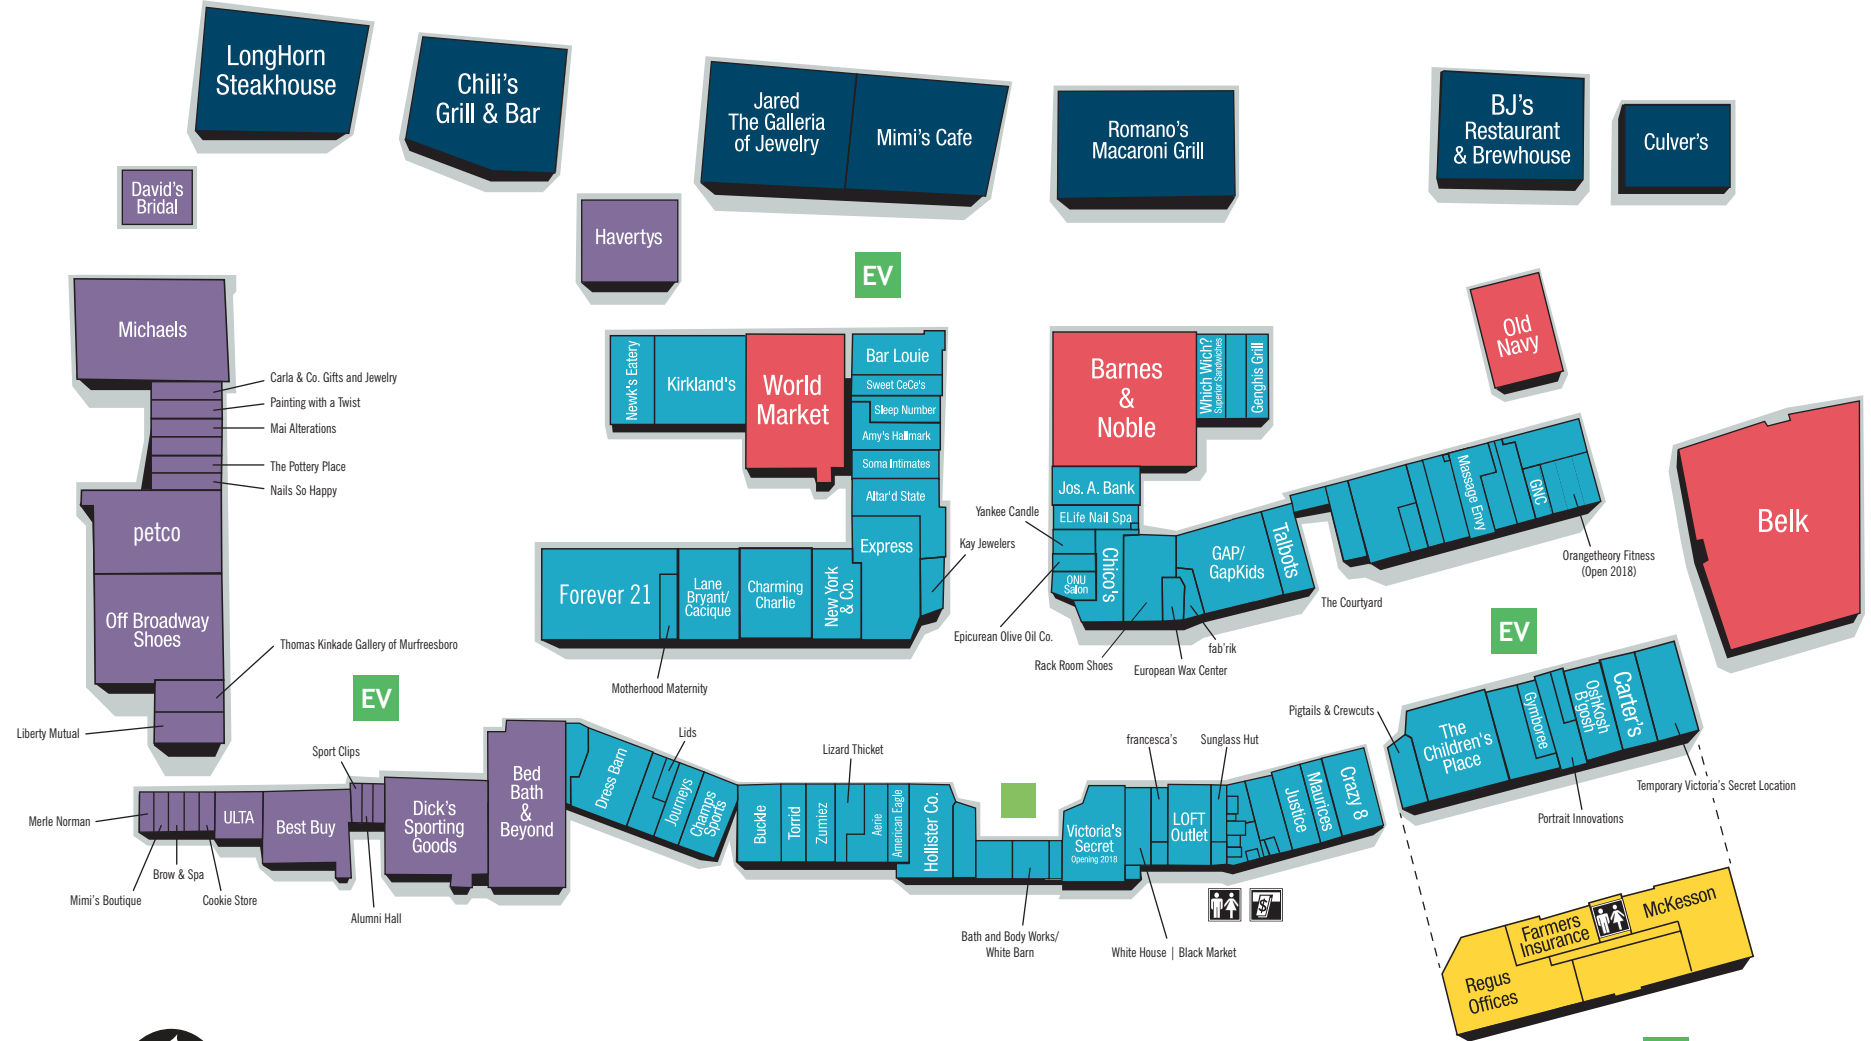 LongHorn
Steakhouse
Chili's
Grill & Bar
Jared
The Galleria
of Jewelry
Mimi's Cafe
Romano's
Macaroni Grill
BJ's
Restaurant
& Brewhouse
Culver's
David's
Bridal
Havertys
EV
Michaels
Carla & Co. Gifts and Jewelry
Painting with a Twist
Mai Alterations
The Pottery Place
Nails So Happy
petco
Off Broadway
Shoes
Thomas Kinkade Gallery of Murfreesboro
Liberty Mutual
Newk's Eatery
Kirkland's
World
Market
Bar Louie
Sweet CeCe's
Sleep Number
Amy's Hallmark
Soma Intimates
Altar'd State
Express
Kay Jewelers
Forever 21
Lane
Bryant/
Cacique
Charming
Charlie
New York
& Co.
Motherhood Maternity
Barnes
&
Noble
Which Wich?
Superior Sandwiches
Genghis Grill
Jos. A. Bank
ELife Nail Spa
Yankee Candle
ONU
Salon
Chico's
Epicurean Olive Oil Co.
Rack Room Shoes
European Wax Center
fab'rik
GAP/
GapKids
Talbots
The Courtyard
Old
Navy
Massage Envy
GNC
Orangetheory Fitness
(Open 2018)
Belk
EV
EV
Merle Norman
Mimi's Boutique
Brow & Spa
Cookie Store
ULTA
Best Buy
Sport Clips
Alumni Hall
Dick's
Sporting
Goods
Bed
Bath
&
Beyond
Dress Barn
Lids
Journeys
Champs
Sports
Buckle
Torrid
Zumiez
Lizard Thicket
Aerie
American Eagle
Hollister Co.
Bath and Body Works/
White Barn
Victoria's
Secret
Opening 2018
francesca's
Sunglass Hut
LOFT
Outlet
White House | Black Market
Justice
Maurices
Crazy 8
$
Pigtails & Crewcuts
The
Children's
Place
Gymboree
OshKosh
B'gosh
Carter's
Temporary Victoria's Secret Location
Portrait Innovations
Farmers
Insurance
McKesson
Regus
Offices